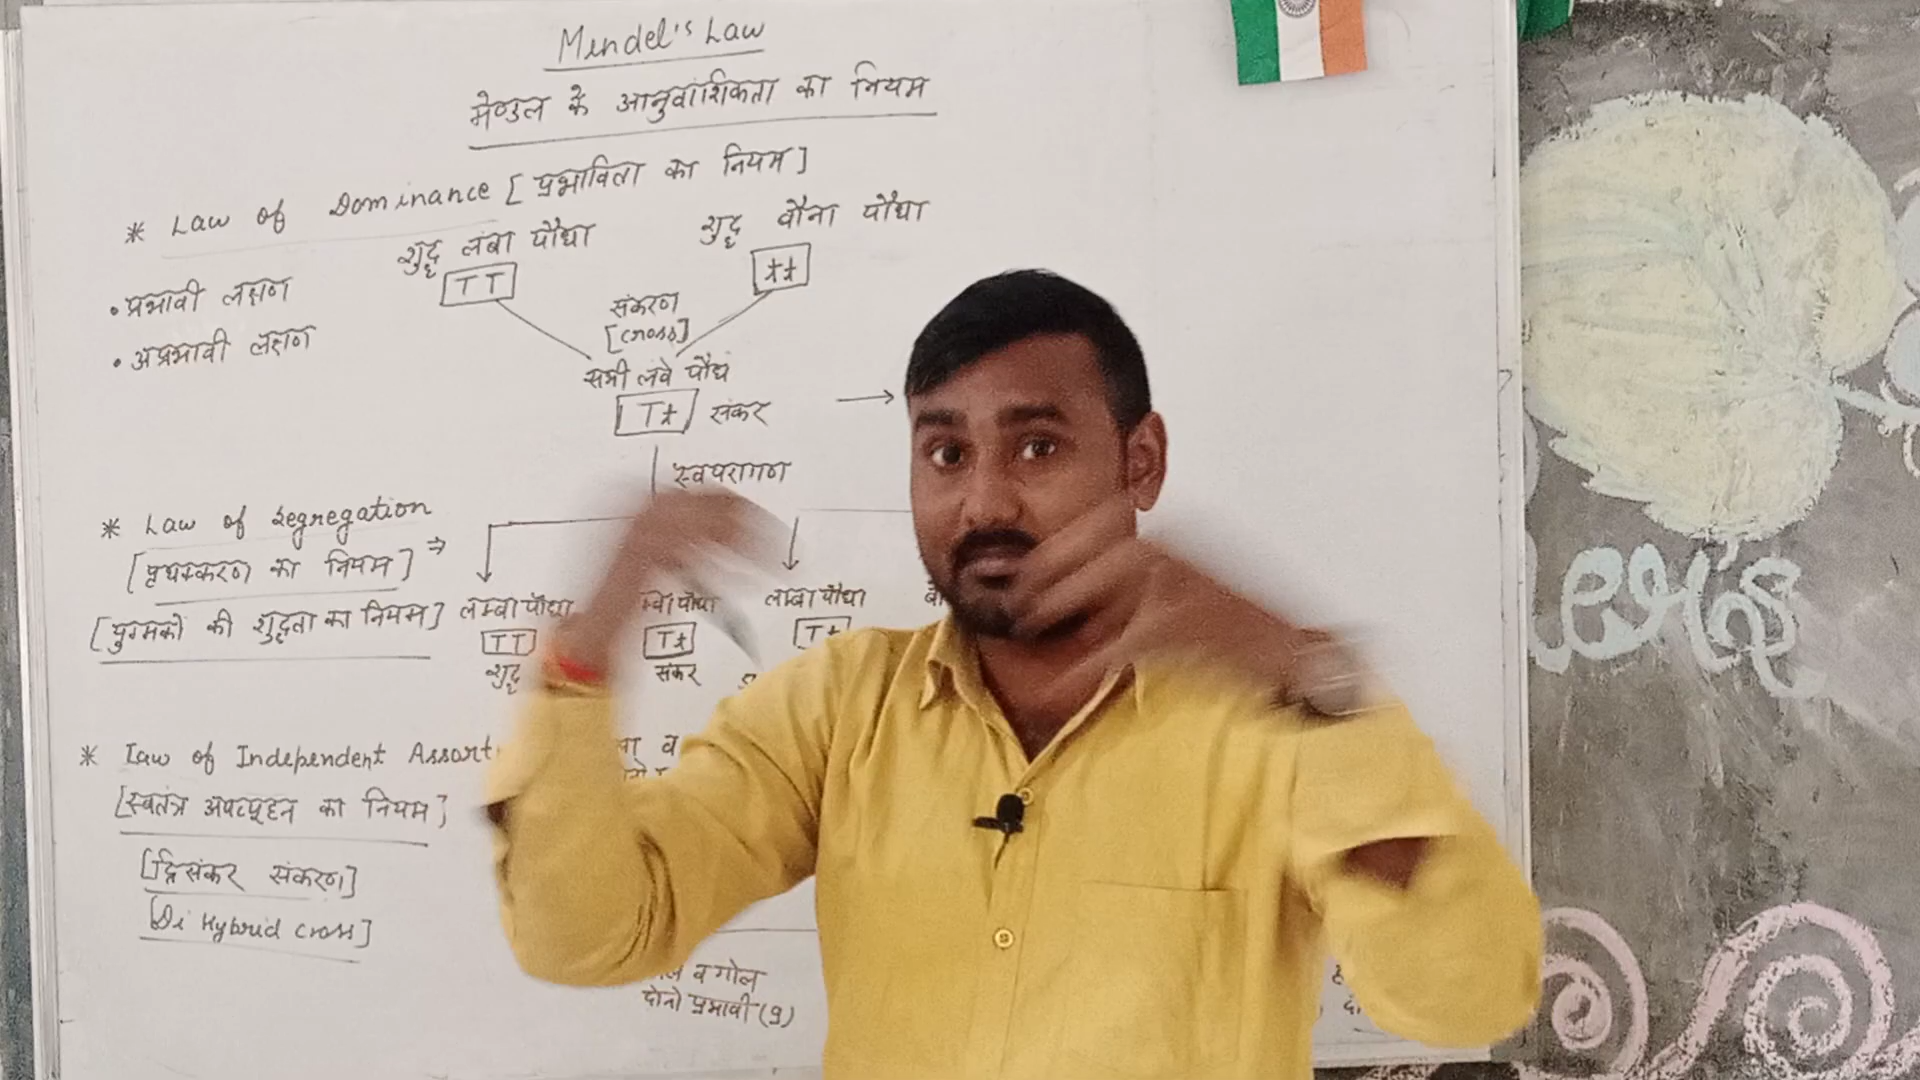 Mendel's Law
मेण्डल के आनुवांशिकता का नियम
* Law of Dominance [प्रभाविता का नियम]
शुद्ध लंबा पौधा
शुद्ध बौना पौधा
TT
tt
• प्रभावी लक्षण
• अप्रभावी लक्षण
संकरण
[cross]
सभी लंबे पौधे
Tt संकर →
स्वपरागण
* Law of Segregation
[पृथक्करण का नियम] ⇒
[युग्मकों की शुद्धता का नियम]
लम्बा पौधा
पौधा
लम्बा पौधा
TT
Tt
Tt
शुद्ध
संकर
* Law of Independent Assort
[स्वतंत्र अपव्यूहन का नियम]
[द्विसंकर संकरण]
[Di Hybrid cross]
व गोल
दोनो प्रभावी (9)